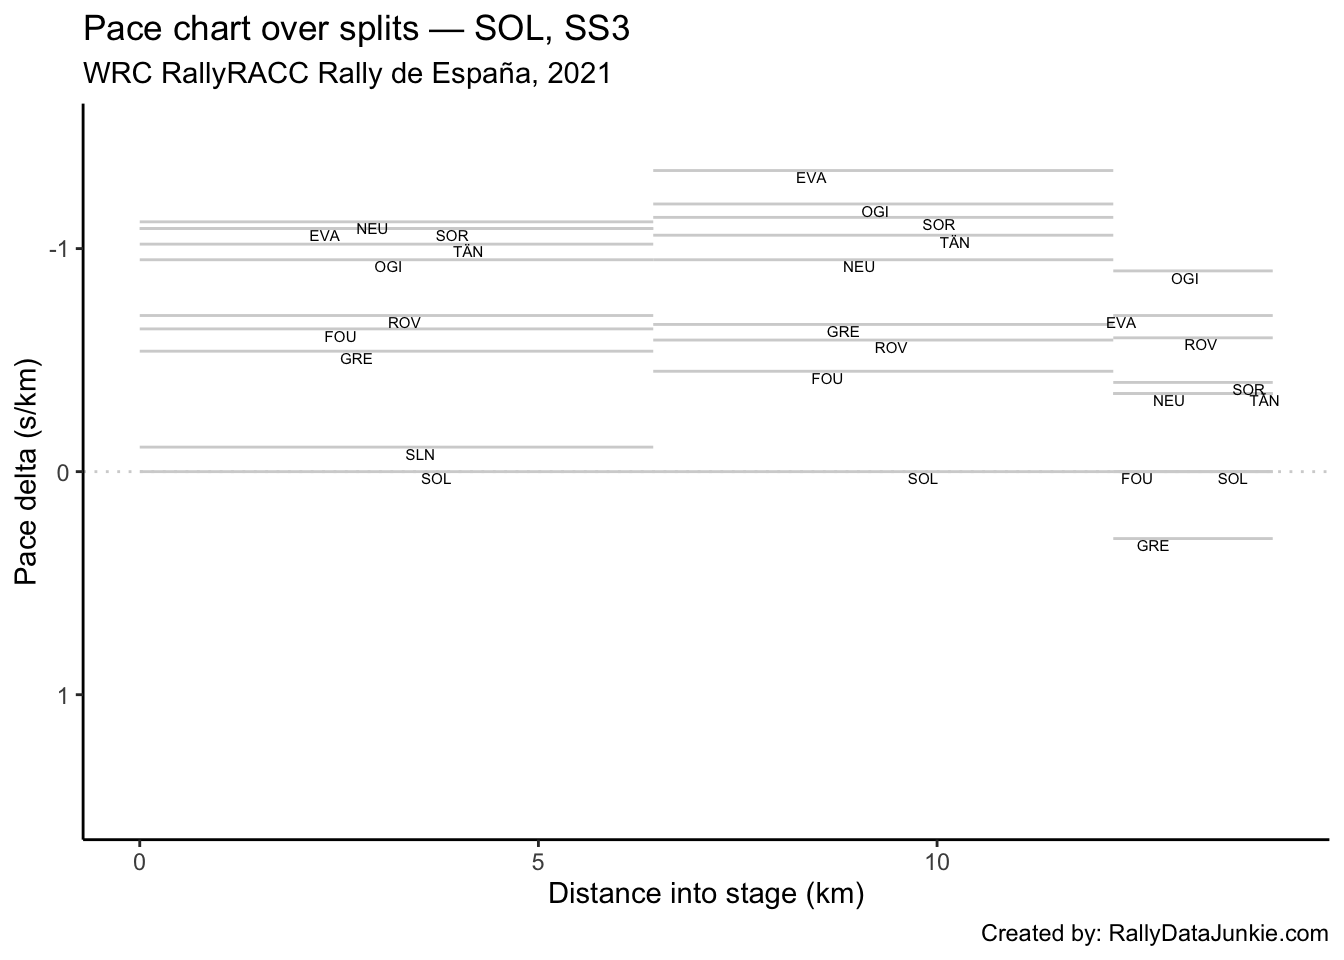 Pace chart over splits — SOL, SS3
WRC RallyRACC Rally de España, 2021
Pace delta (s/km)
-1
0
1
EVA
NEU
SOR
TÄN
OGI
ROV
FOU
GRE
SLN
SOL
EVA
OGI
SOR
TÄN
NEU
GRE
ROV
FOU
SOL
OGI
EVA
ROV
SOR
NEU
TÄN
FOU
SOL
GRE
0
5
10
Distance into stage (km)
Created by: RallyDataJunkie.com